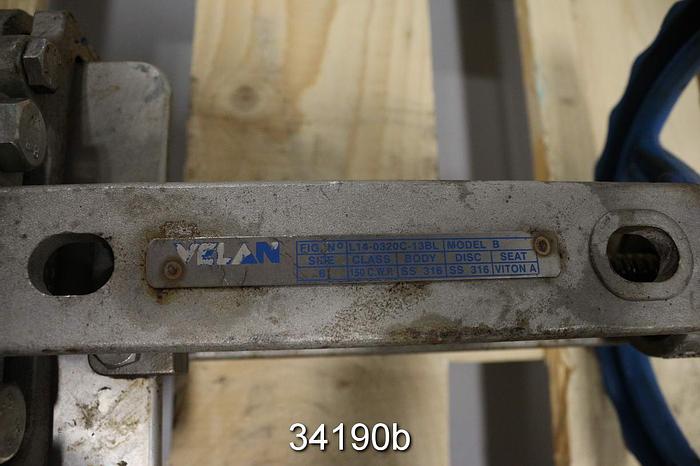 VELAN
FIG. Nº L14-0320C-13BL MODEL B
SIZE CLASS BODY DISC SEAT
6 150 C.W.P. SS 316 SS 316 VITON A
34190b